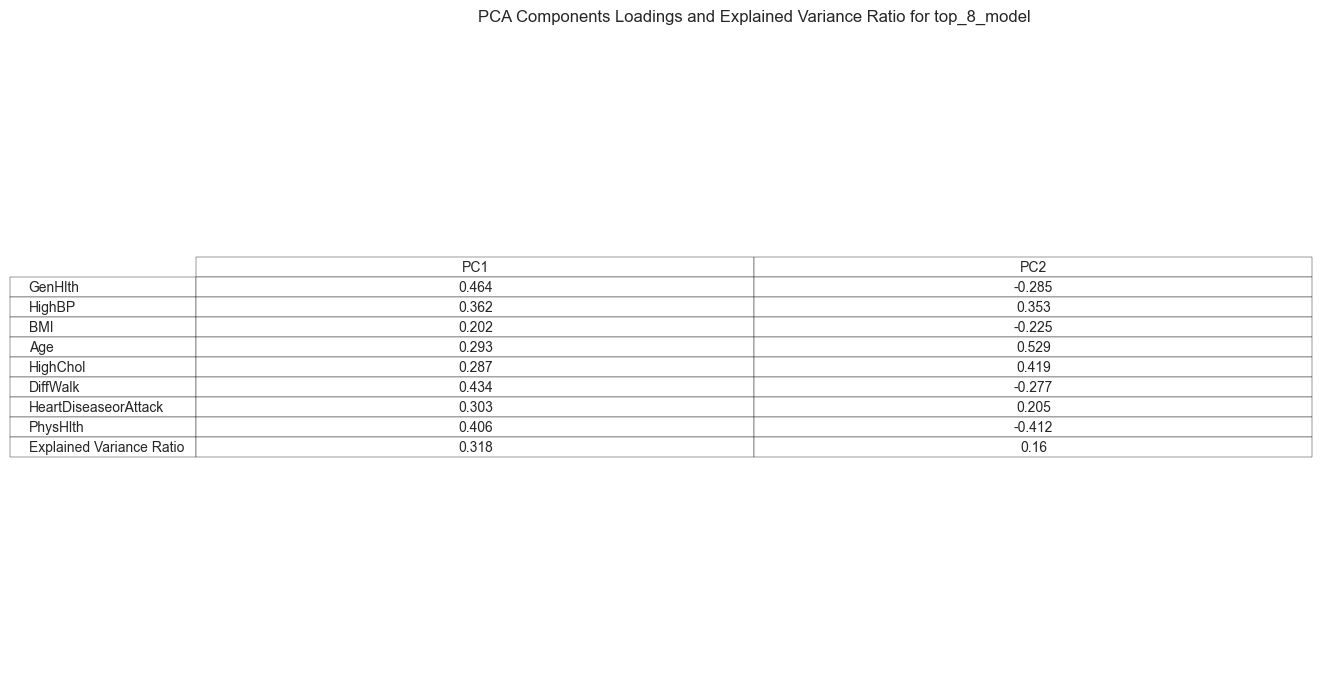 PCA Components Loadings and Explained Variance Ratio for top_8_model
PC1 PC2
GenHlth 0.464 -0.285
HighBP 0.362 0.353
BMI 0.202 -0.225
Age 0.293 0.529
HighChol 0.287 0.419
DiffWalk 0.434 -0.277
HeartDiseaseorAttack 0.303 0.205
PhysHlth 0.406 -0.412
Explained Variance Ratio 0.318 0.16